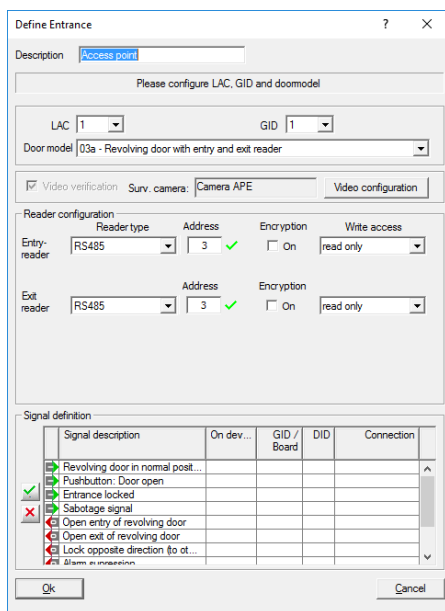 Define Entrance ? X
Description Access point
Please configure LAC, GID and doormodel
LAC 1 GID 1
Door model 03a - Revolving door with entry and exit reader
Video verification Surv. camera: Camera APE Video configuration
Reader configuration
Reader type Address Encryption Write access
Entry-
reader RS485 3 On read only
Address Encryption
Exit
reader RS485 3 On read only
Signal definition
Signal description On dev... GID / Board DID Connection
Revolving door in normal posit...
Pushbutton: Door open
Entrance locked
Sabotage signal
Open entry of revolving door
Open exit of revolving door
Lock opposite direction (to ot...
Alarm supression
Ok Cancel